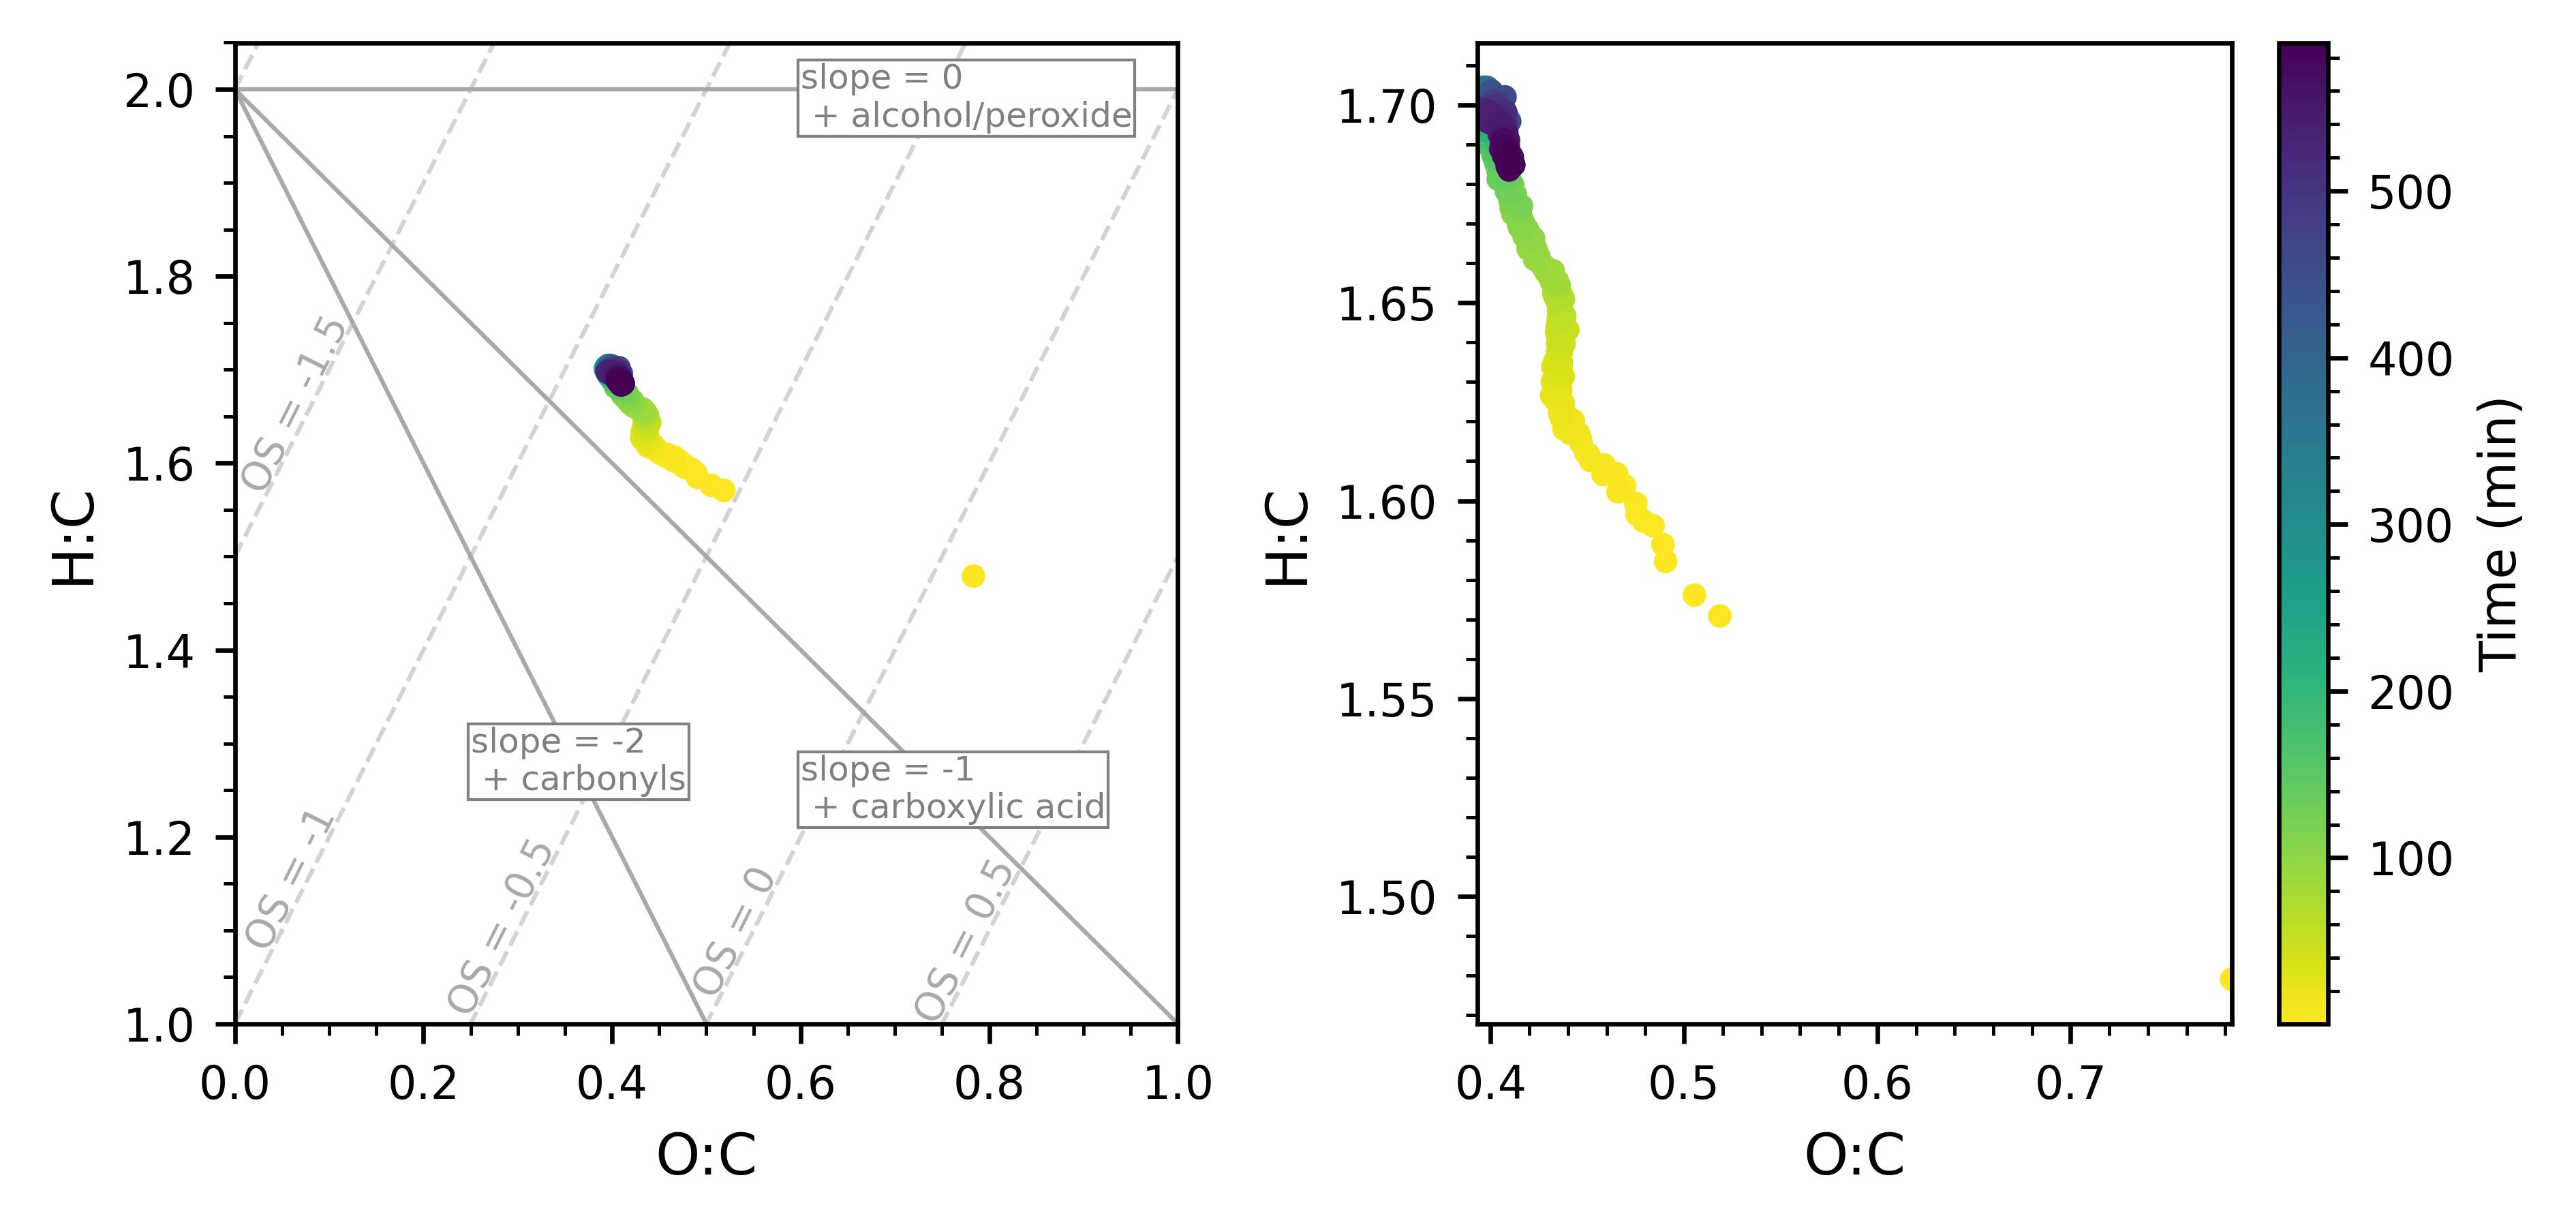 2.0
1.8
1.6
1.4
1.2
1.0
H:C
0.0
0.2
0.4
0.6
0.8
1.0
O:C
slope = 0
+ alcohol/peroxide
slope = -2
+ carbonyls
slope = -1
+ carboxylic acid
OS = -1.5
OS = -1
OS = -0.5
OS = 0
OS = 0.5
1.70
1.65
1.60
1.55
1.50
H:C
0.4
0.5
0.6
0.7
O:C
500
400
300
200
100
Time (min)